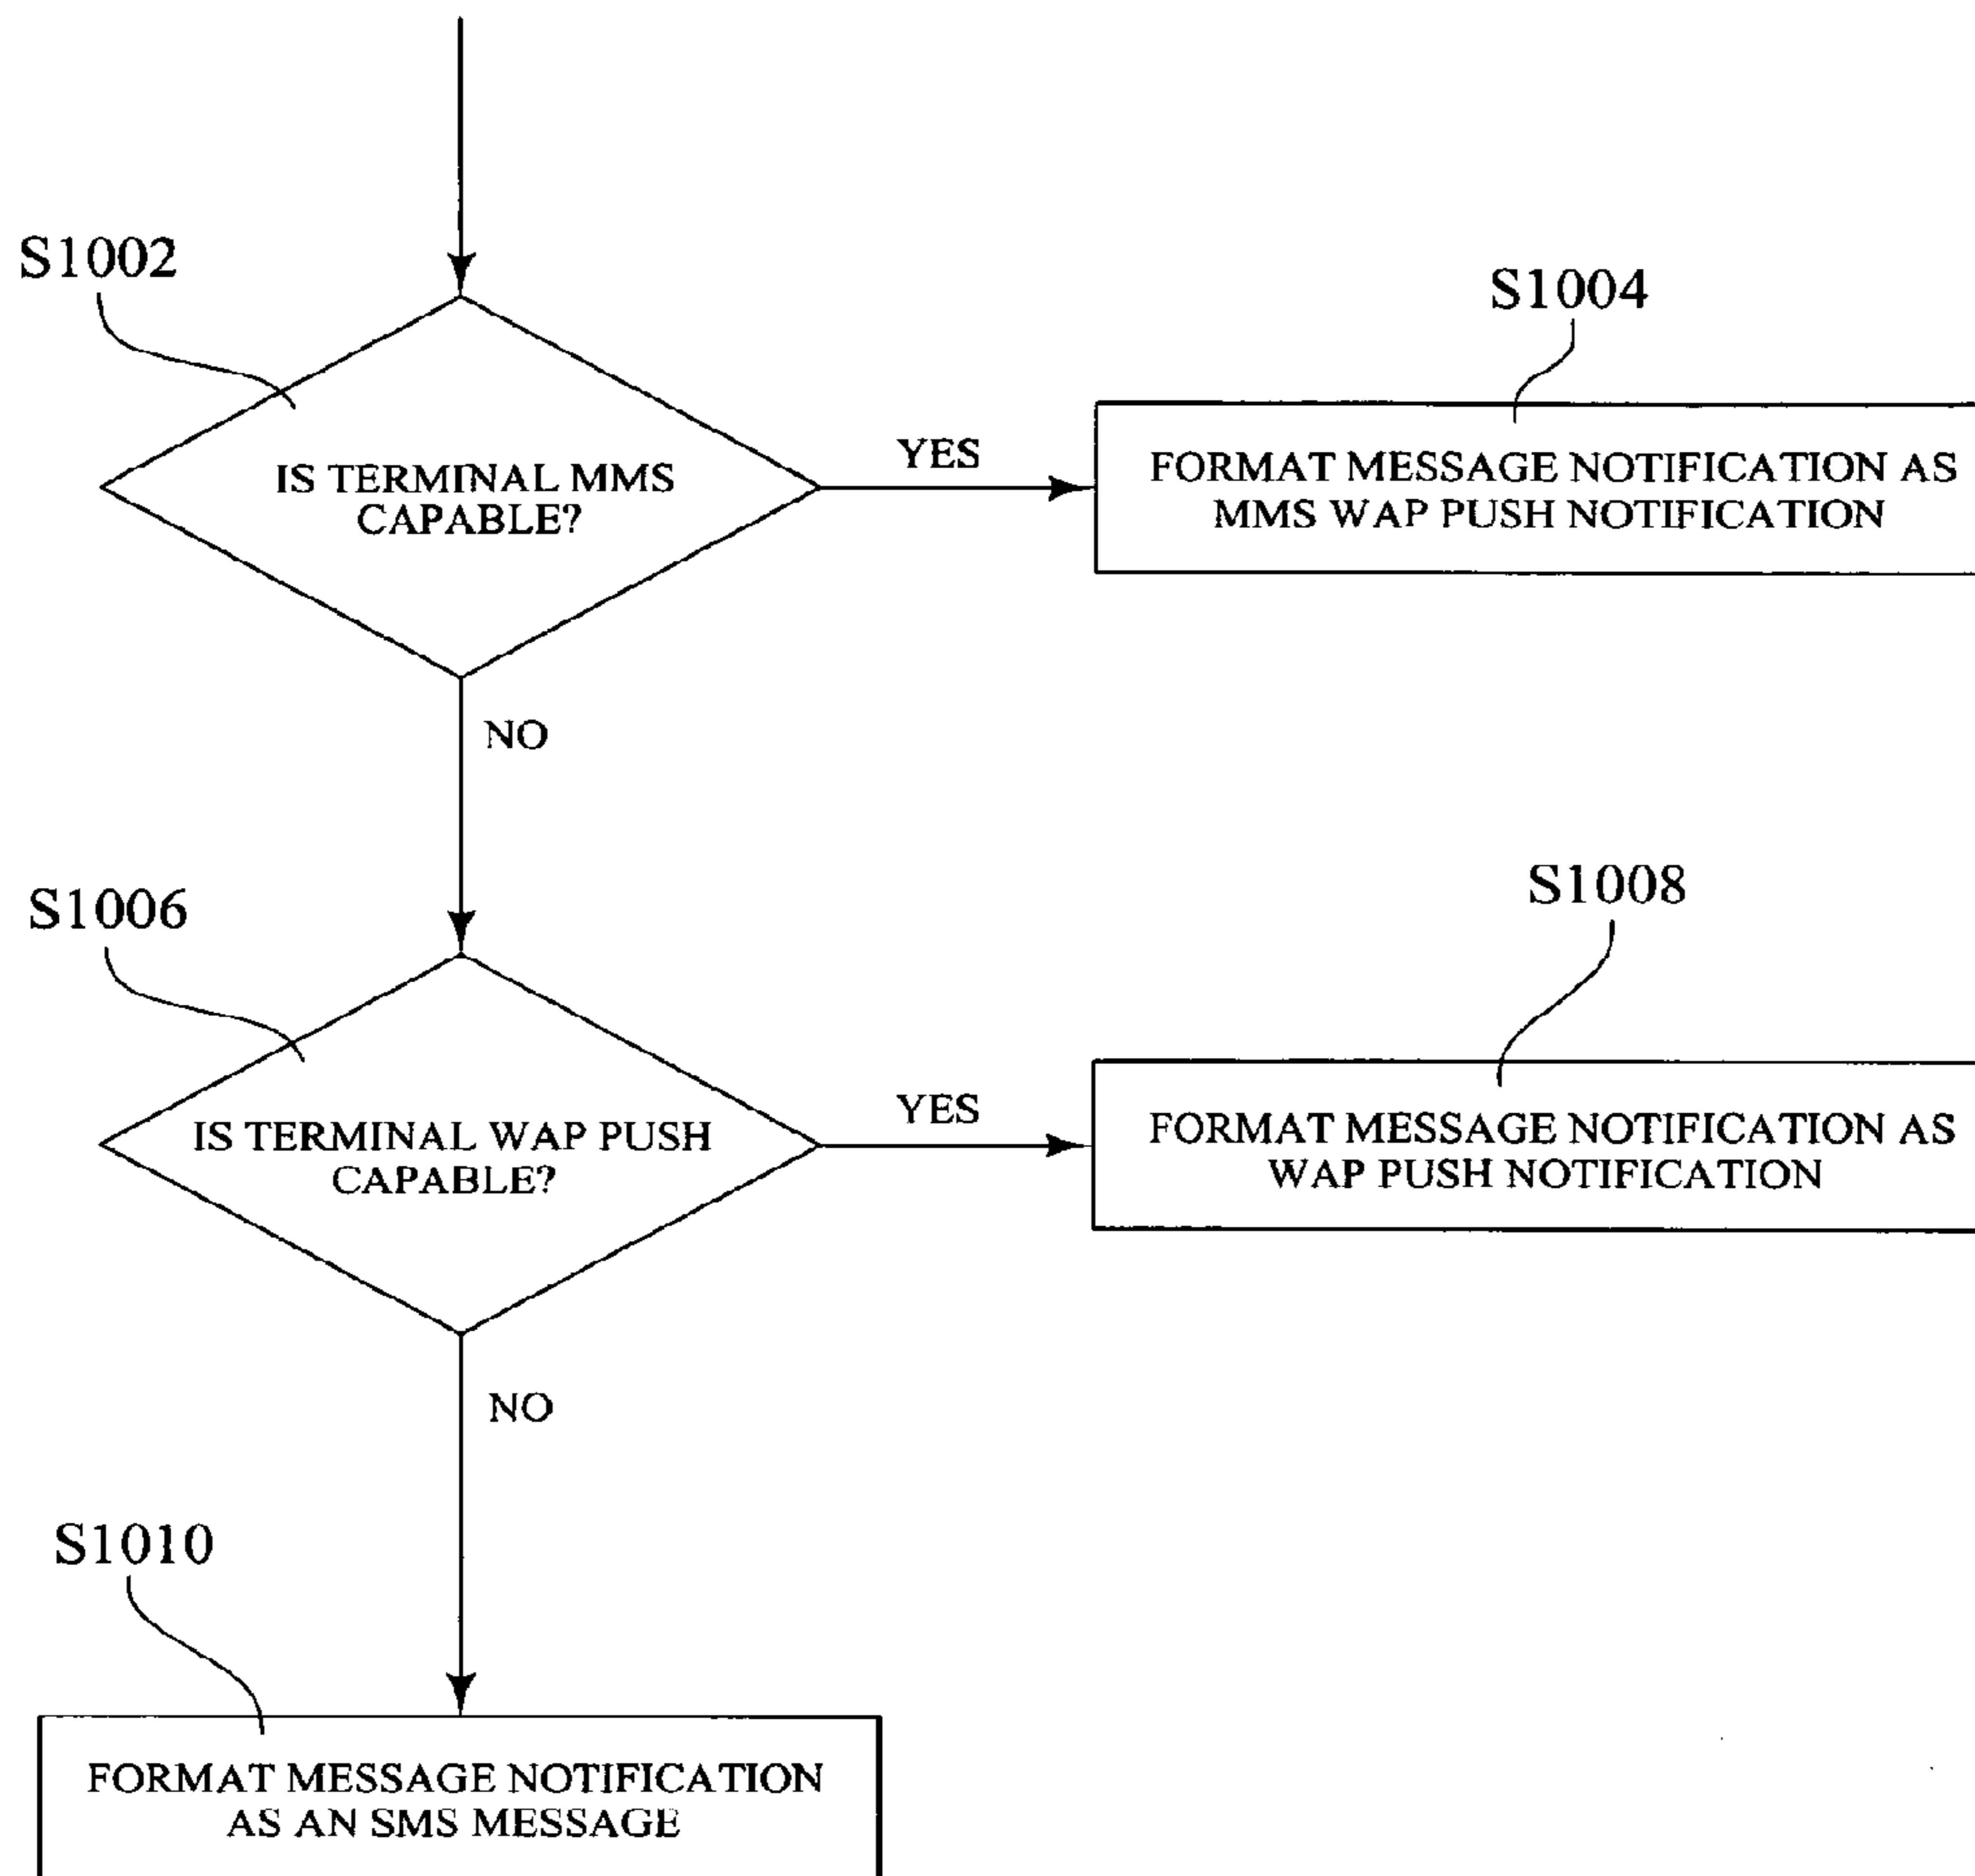 S1002
IS TERMINAL MMS
CAPABLE?
YES
S1004
FORMAT MESSAGE NOTIFICATION AS
MMS WAP PUSH NOTIFICATION
NO
S1006
IS TERMINAL WAP PUSH
CAPABLE?
YES
S1008
FORMAT MESSAGE NOTIFICATION AS
WAP PUSH NOTIFICATION
NO
S1010
FORMAT MESSAGE NOTIFICATION
AS AN SMS MESSAGE